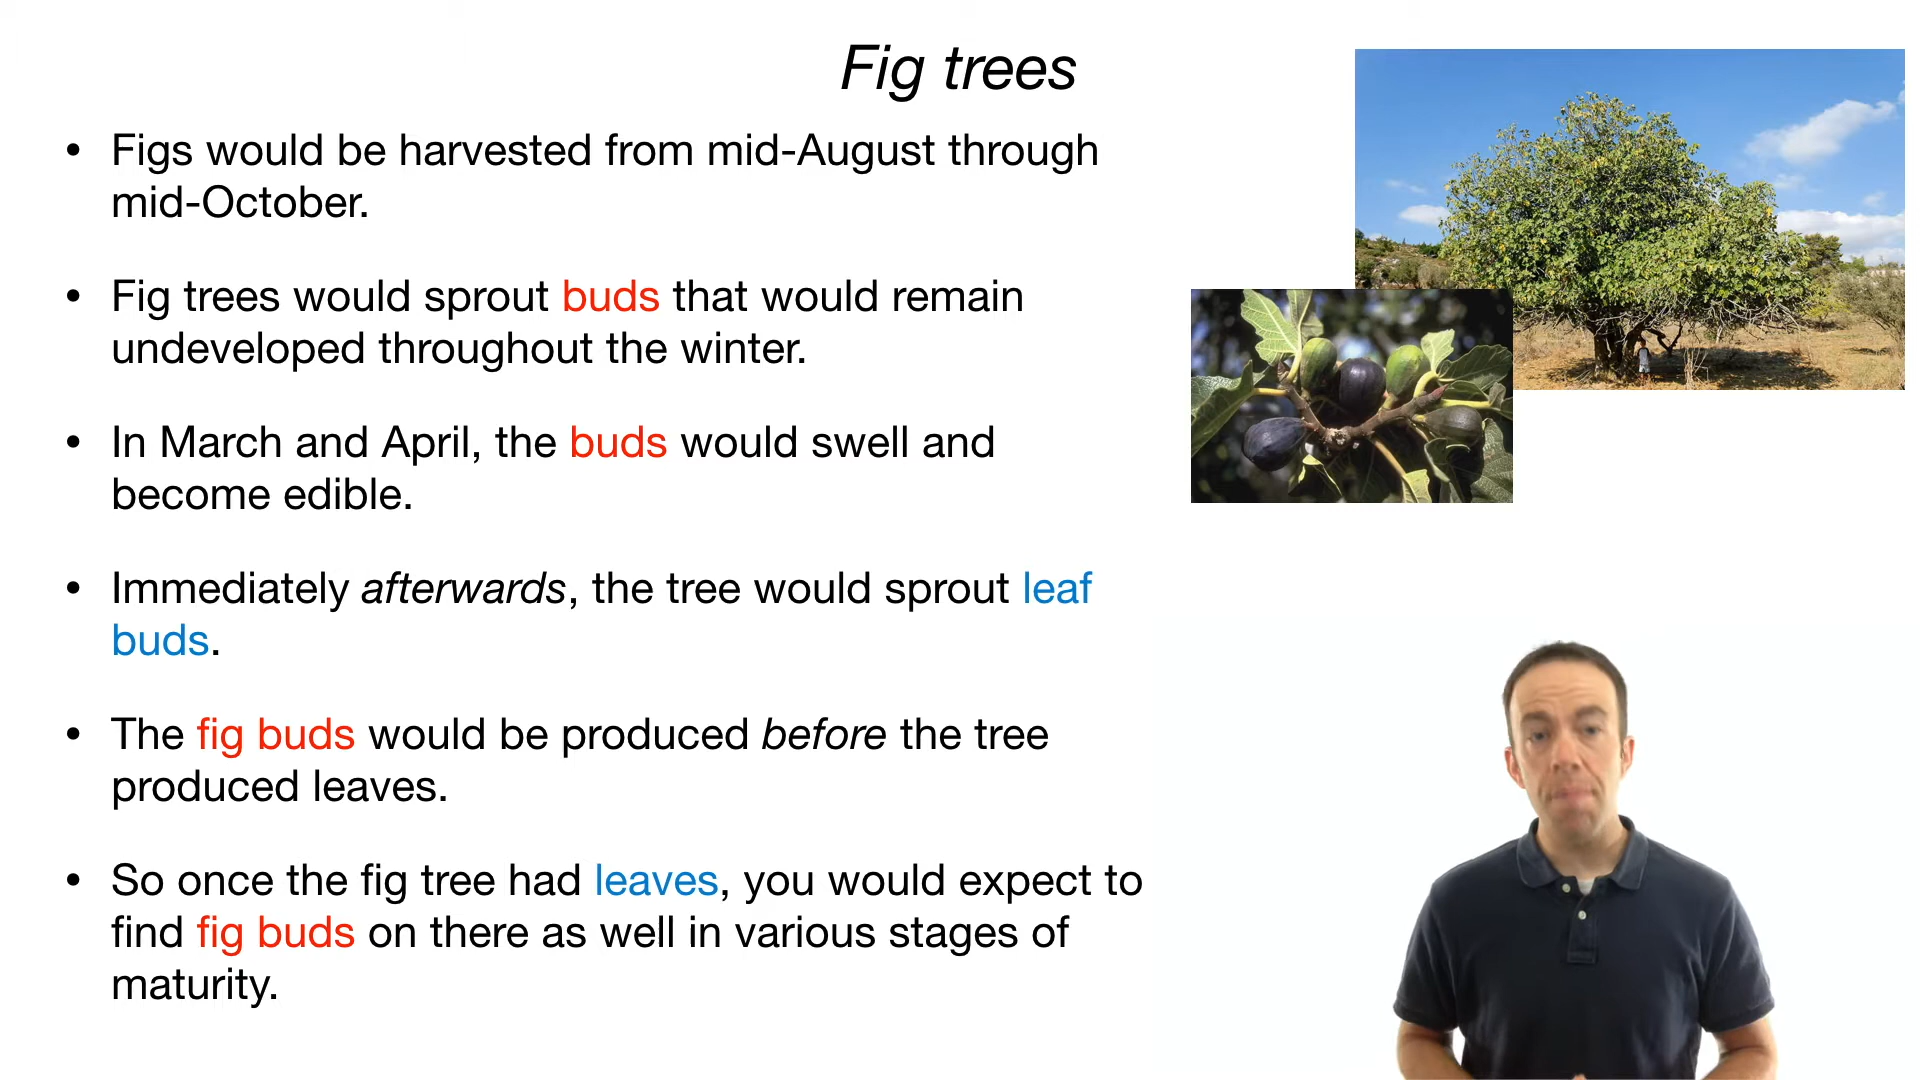 Fig trees
• Figs would be harvested from mid-August through
mid-October.
• Fig trees would sprout buds that would remain
undeveloped throughout the winter.
• In March and April, the buds would swell and
become edible.
• Immediately afterwards, the tree would sprout leaf
buds.
• The fig buds would be produced before the tree
produced leaves.
• So once the fig tree had leaves, you would expect to
find fig buds on there as well in various stages of
maturity.